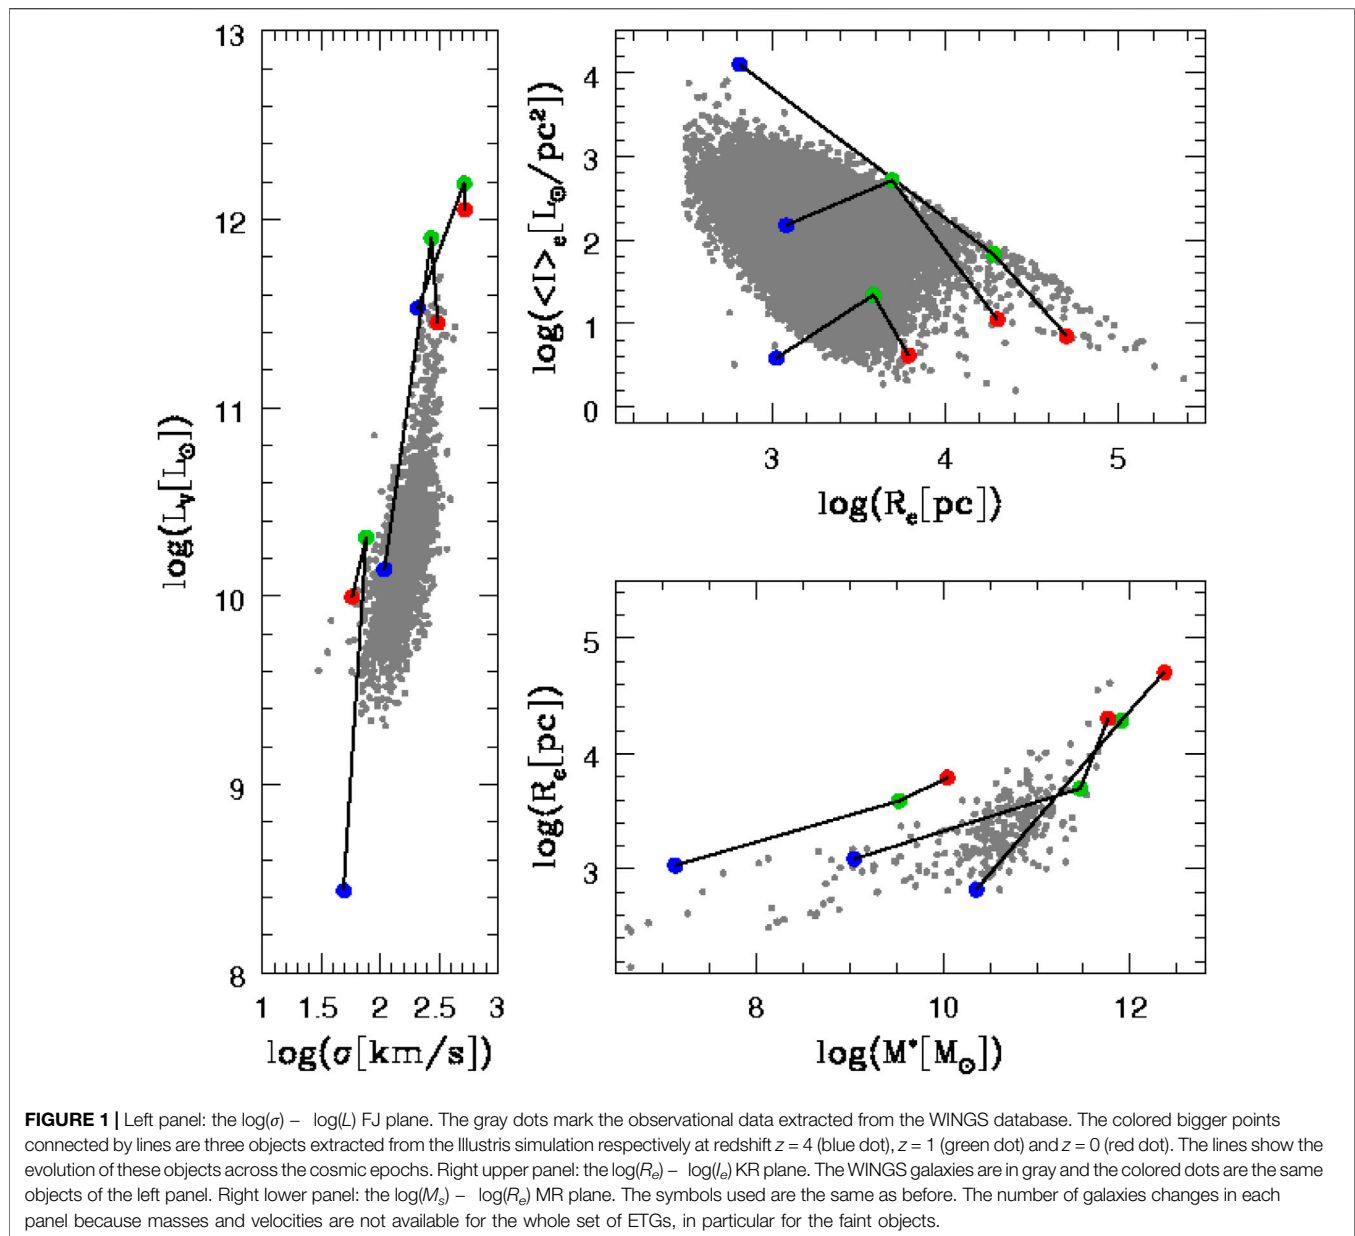 13
12
11
10
9
8
log(L_V[L_⊙])
1 1.5 2 2.5 3
log(σ[km/s])
4
3
2
1
0
log(<I>_e[L_⊙/pc²])
3 4 5
log(R_e[pc])
5
4
3
log(R_e[pc])
8 10 12
log(M*[M_⊙])
FIGURE 1 | Left panel: the log(σ) – log(L) FJ plane. The gray dots mark the observational data extracted from the WINGS database. The colored bigger points
connected by lines are three objects extracted from the Illustris simulation respectively at redshift z = 4 (blue dot), z = 1 (green dot) and z = 0 (red dot). The lines show the
evolution of these objects across the cosmic epochs. Right upper panel: the log(R_e) – log(I_e) KR plane. The WINGS galaxies are in gray and the colored dots are the same
objects of the left panel. Right lower panel: the log(M_s) – log(R_e) MR plane. The symbols used are the same as before. The number of galaxies changes in each
panel because masses and velocities are not available for the whole set of ETGs, in particular for the faint objects.